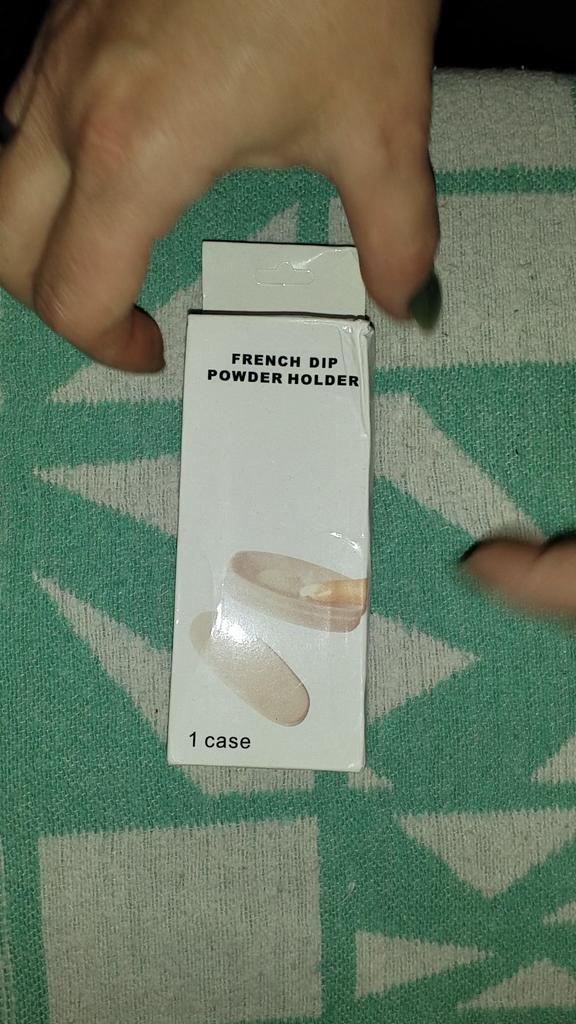 FRENCH DIP
POWDER HOLDER
1 case